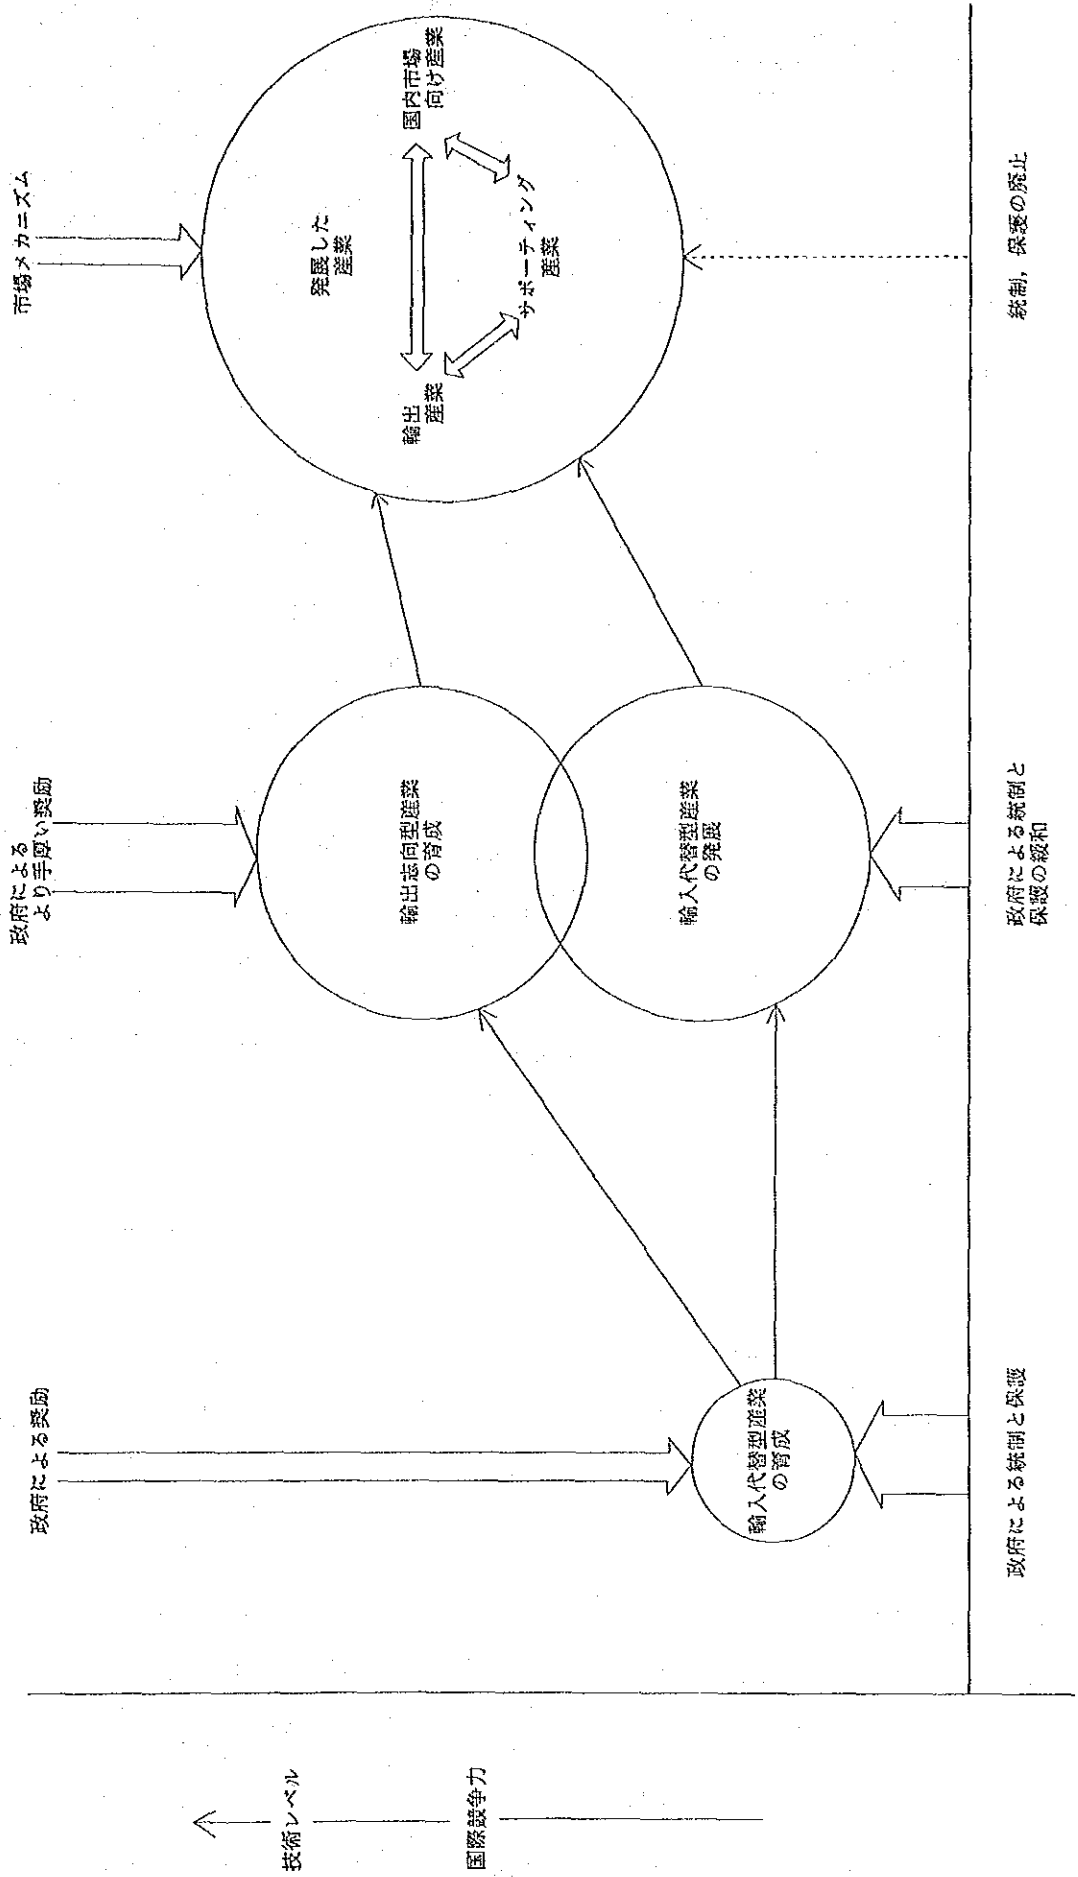 技術レベル
国際競争力
政府による奨励
輸入代替型産業
の育成
政府による統制と保護
政府による
より手厚い奨励
輸出志向型産業
の育成
輸入代替型産業
の発展
政府による統制と
保護の緩和
市場メカニズム
発展した
産業
輸出
産業
国内市場
向け産業
サポーティング
産業
統制，保護の廃止